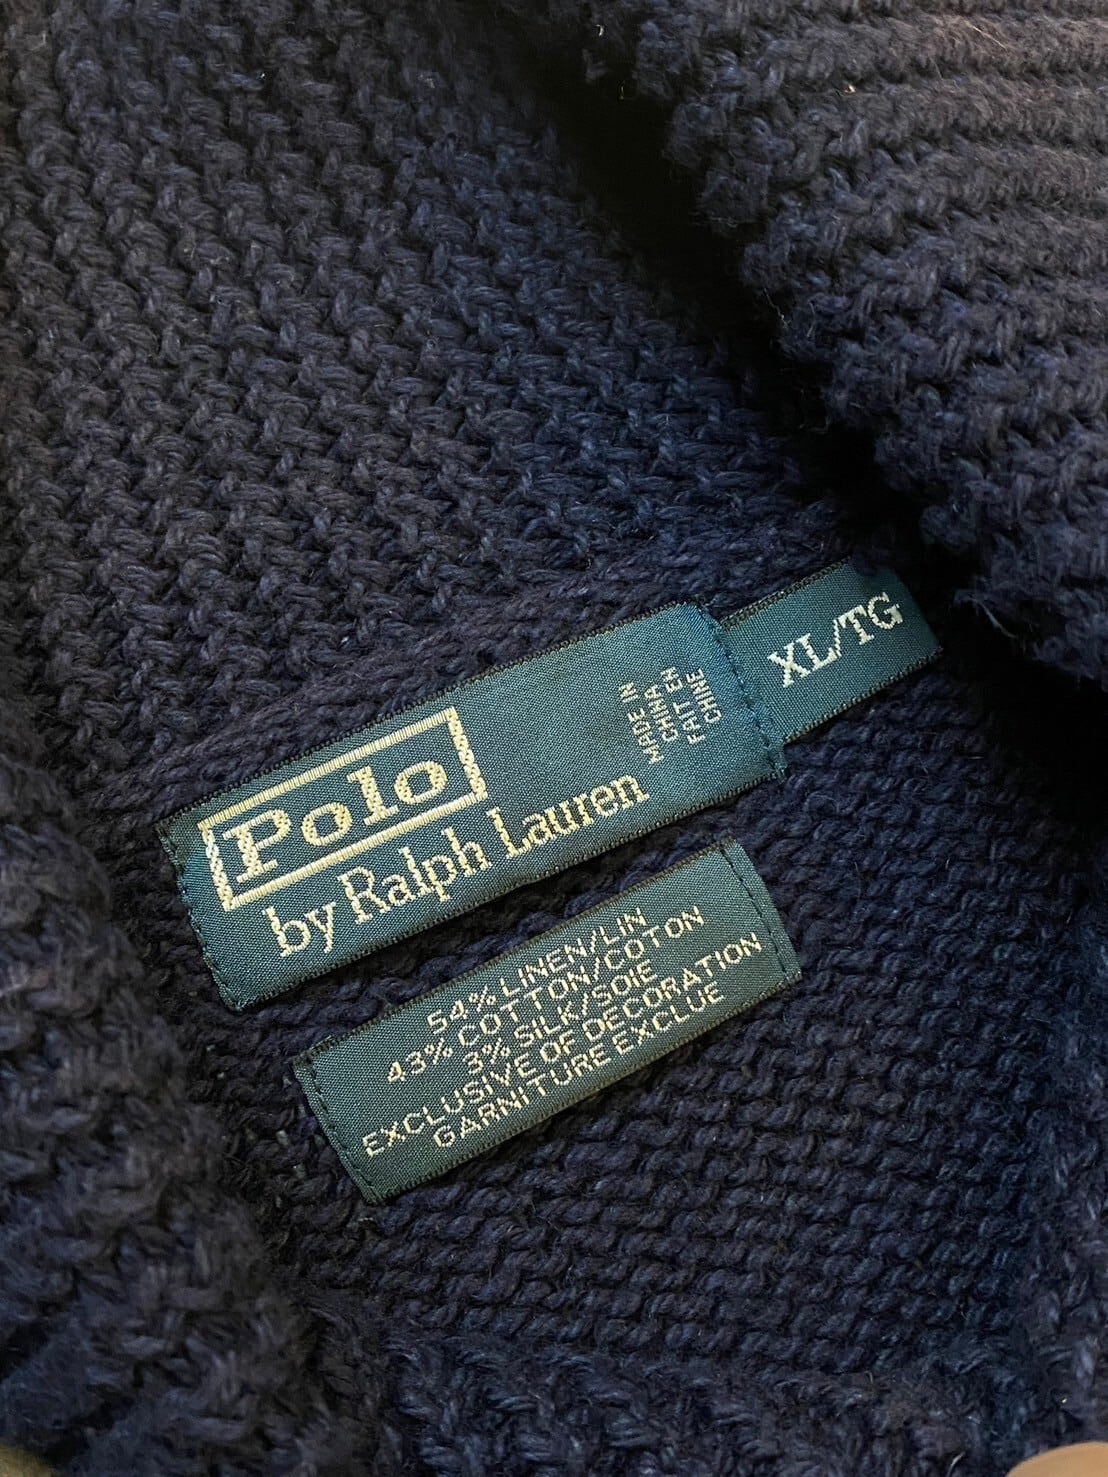 Polo
by Ralph Lauren
MADE IN
CHINA
FAIT EN
CHINE
XL/TG
54% LINEN/LIN
43% COTTON/COTON
3% SILK/SOIE
EXCLUSIVE OF DECORATION
GARNITURE EXCLUE